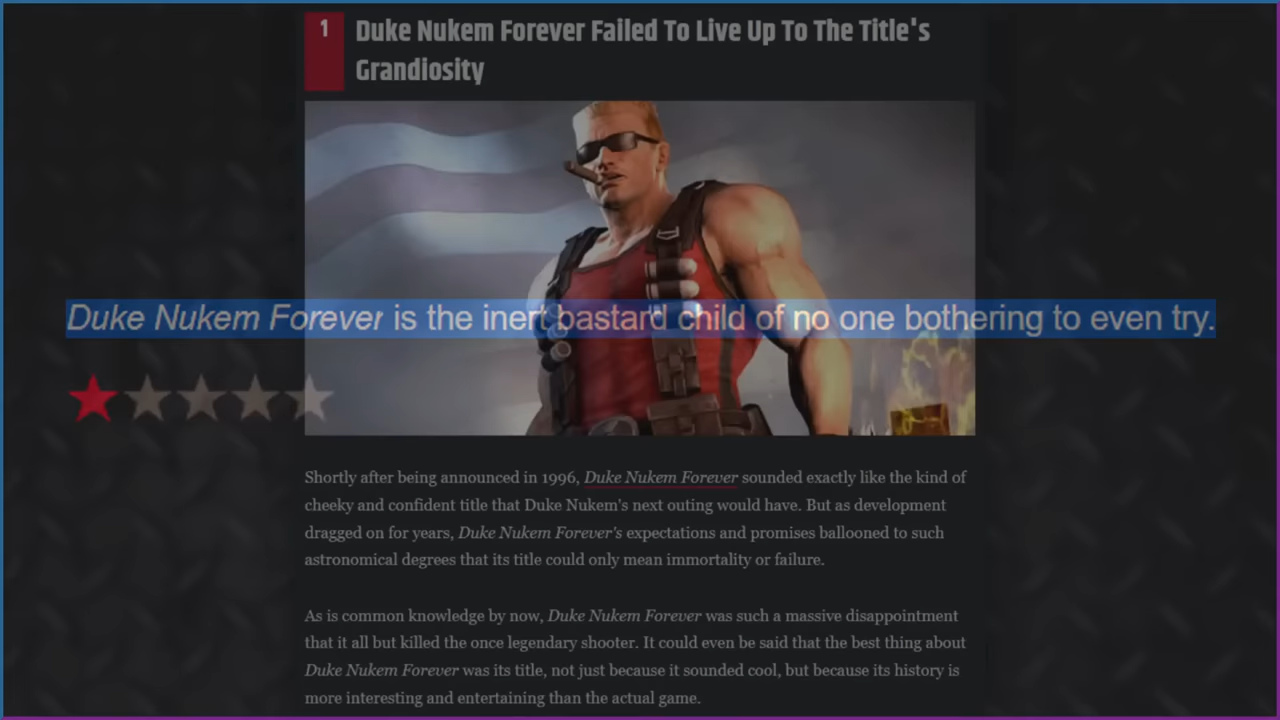 1
Duke Nukem Forever Failed To Live Up To The Title's
Grandiosity
Duke Nukem Forever is the inert bastard child of no one bothering to even try.
Shortly after being announced in 1996, Duke Nukem Forever sounded exactly like the kind of
cheeky and confident title that Duke Nukem's next outing would have. But as development
dragged on for years, Duke Nukem Forever's expectations and promises ballooned to such
astronomical degrees that its title could only mean immortality or failure.
As is common knowledge by now, Duke Nukem Forever was such a massive disappointment
that it all but killed the once legendary shooter. It could even be said that the best thing about
Duke Nukem Forever was its title, not just because it sounded cool, but because its history is
more interesting and entertaining than the actual game.